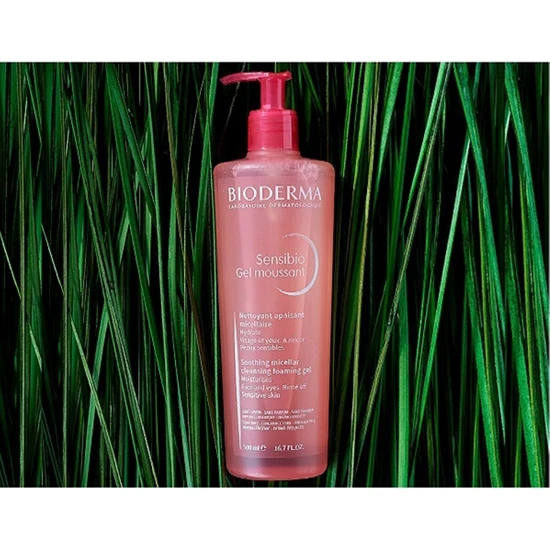 BIODERMA
LABORATOIRE DERMATOLOGIQUE
Sensibio
Gel moussant
Nettoyant apaisant
micellaire
Hydrate
Visage et yeux. A rincer
Peaux sensibles
Soothing micellar
cleansing foaming gel
Moisturises
Face and eyes. Rinse off
Sensitive skin
500 ml e 16.7 FL.OZ.